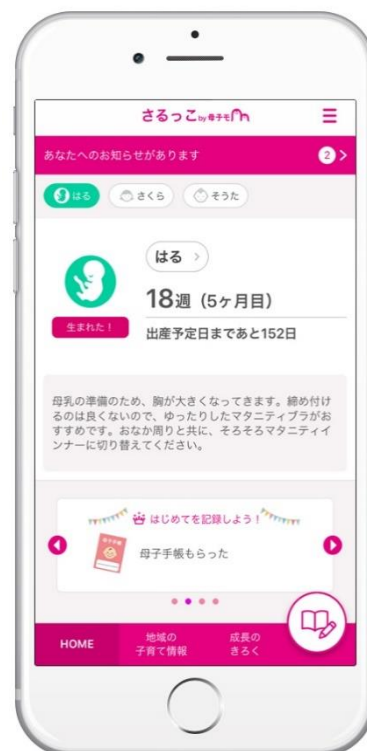 さるっこ by 母子モ
あなたへのお知らせがあります 2
はる さくら そうた
はる
18週（5ヶ月目）
生まれた！
出産予定日まであと152日
母乳の準備のため、胸が大きくなってきます。締め付け
るのは良くないので、ゆったりしたマタニティブラがお
すすめです。おなか周りと共に、そろそろマタニティイ
ンナーに切り替えてください。
はじめてを記録しよう！
母子手帳
母子手帳もらった
HOME 地域の 成長の
子育て情報 きろく